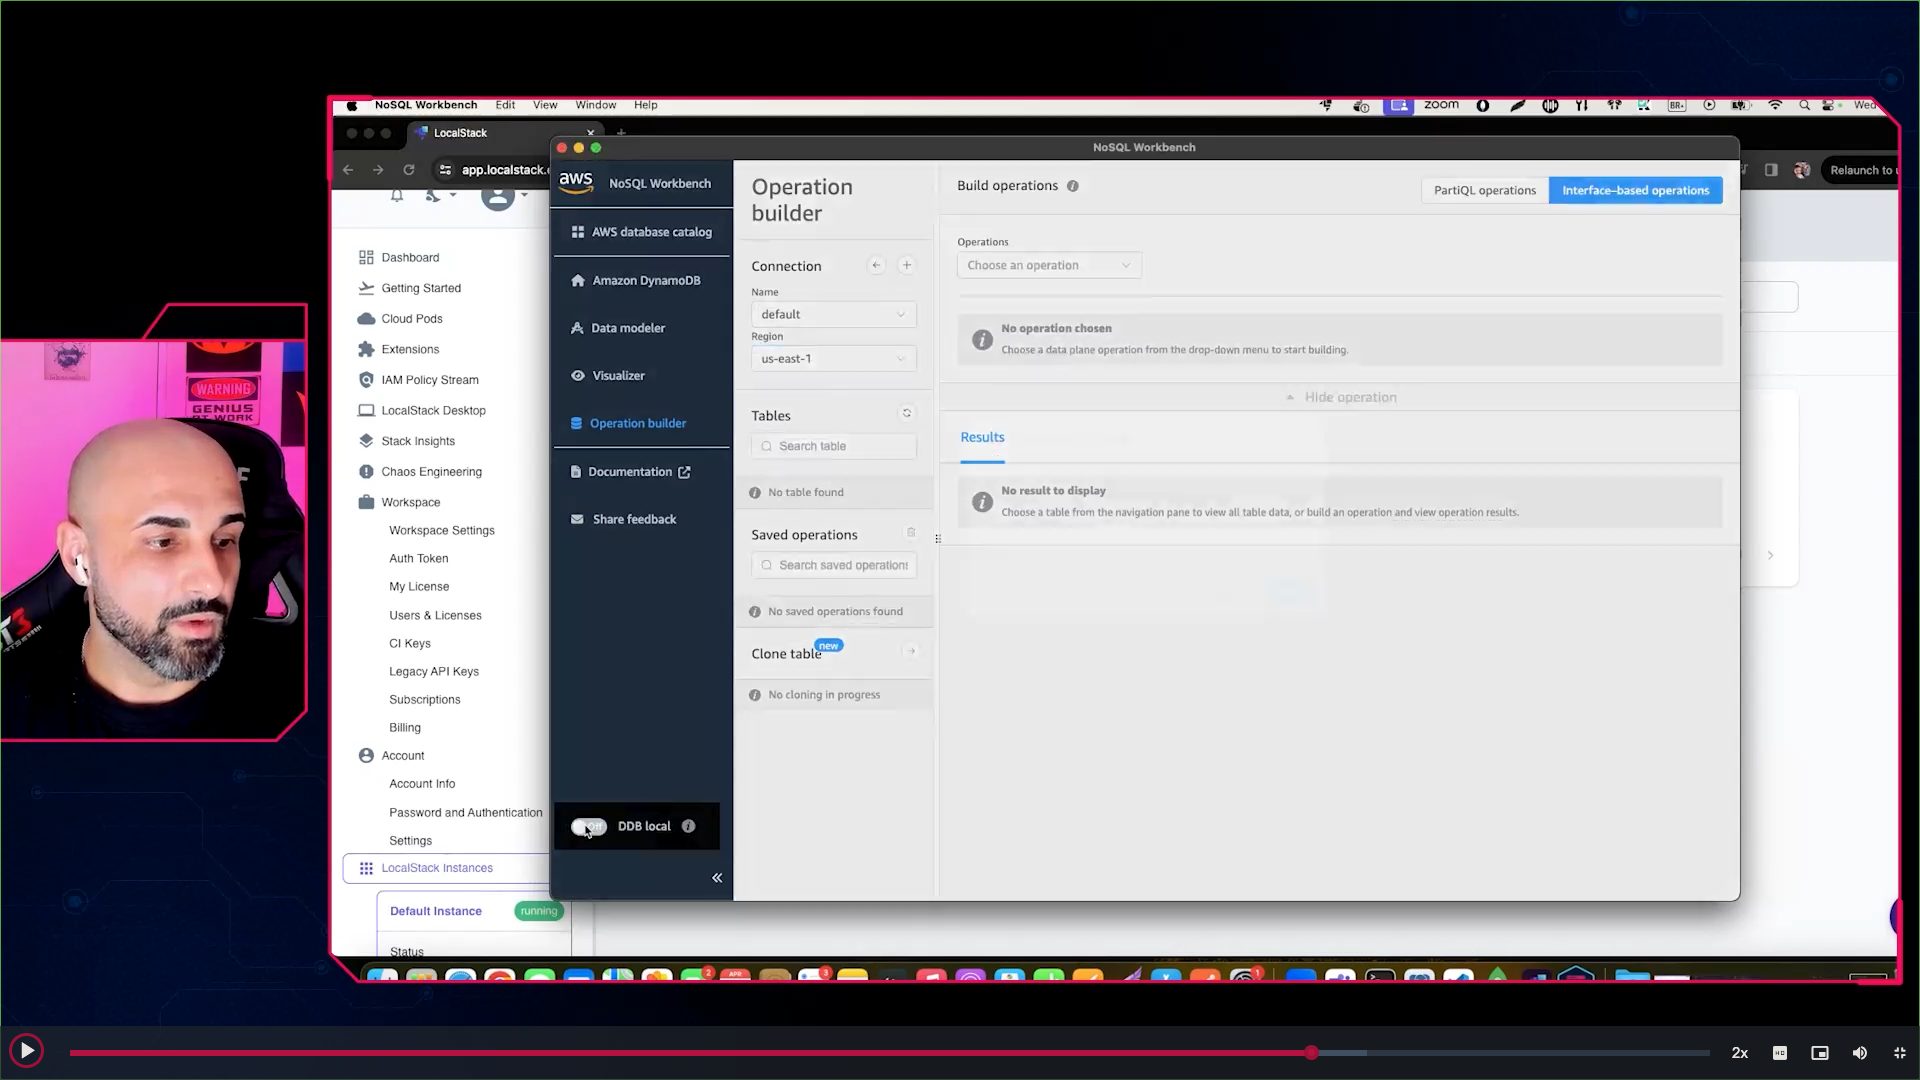 NoSQL Workbench Edit View Window Help
zoom
BR
Wed
LocalStack
NoSQL Workbench
app.localstack.
Relaunch to
Dashboard
Getting Started
Cloud Pods
Extensions
IAM Policy Stream
LocalStack Desktop
Stack Insights
Chaos Engineering
Workspace
Workspace Settings
Auth Token
My License
Users & Licenses
CI Keys
Legacy API Keys
Subscriptions
Billing
Account
Account Info
Password and Authentication
Settings
LocalStack Instances
Default Instance running
Status
aws NoSQL Workbench
AWS database catalog
Amazon DynamoDB
Data modeler
Visualizer
Operation builder
Documentation
Share feedback
Off DDB local
Operation
builder
Connection
Name
default
Region
us-east-1
Tables
Search table
No table found
Saved operations
Search saved operations
No saved operations found
Clone table new
No cloning in progress
Build operations
PartiQL operations Interface-based operations
Operations
Choose an operation
No operation chosen
Choose a data plane operation from the drop-down menu to start building.
Hide operation
Results
No result to display
Choose a table from the navigation pane to view all table data, or build an operation and view operation results.
WARNING
GENIUS
AT WORK
2 APR 3 1
2x